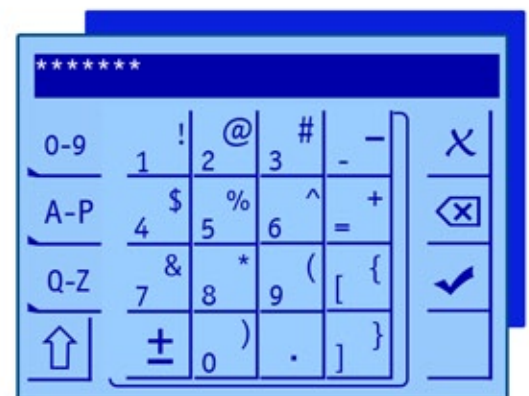 *******
0-9 1 ! 2 @ 3 # - _ X
A-P 4 $ 5 % 6 ^ = +
Q-Z 7 & 8 * 9 ( [ {
± 0 ) . ] }